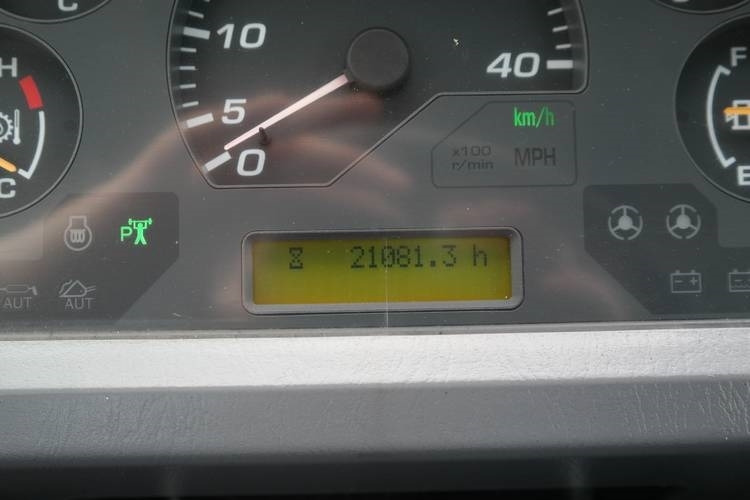 C
10
40
H
F
5
km/h
0
x100
r/min
MPH
C
E
P
21081.3 h
AUT
AUT